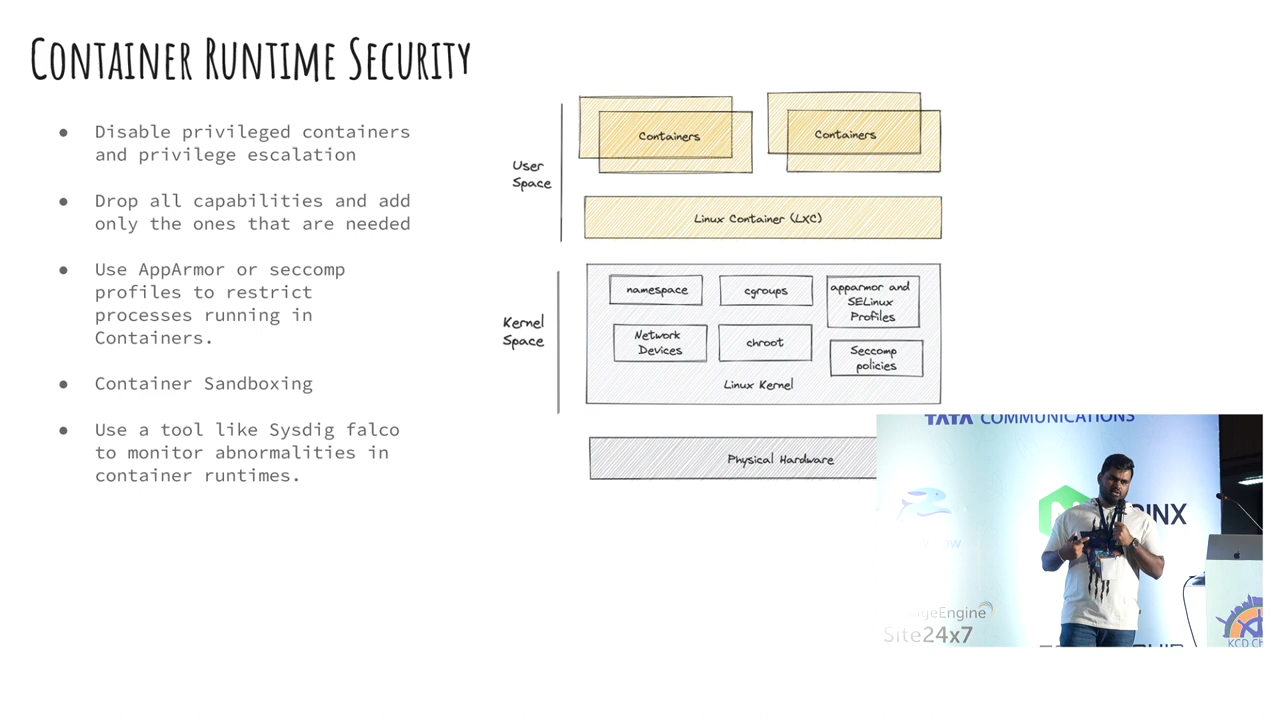 Container Runtime Security
● Disable privileged containers
and privilege escalation
● Drop all capabilities and add
only the ones that are needed
● Use AppArmor or seccomp
profiles to restrict
processes running in
Containers.
● Container Sandboxing
● Use a tool like Sysdig falco
to monitor abnormalities in
container runtimes.
User
Space
Containers
Containers
Linux Container (LXC)
Kernel
Space
namespace
cgroups
apparmor and
SELinux
Profiles
Network
Devices
chroot
Seccomp
policies
Linux Kernel
Physical Hardware
TATA COMMUNICATIONS
INX
geEngine
Site24x7
KCD CH